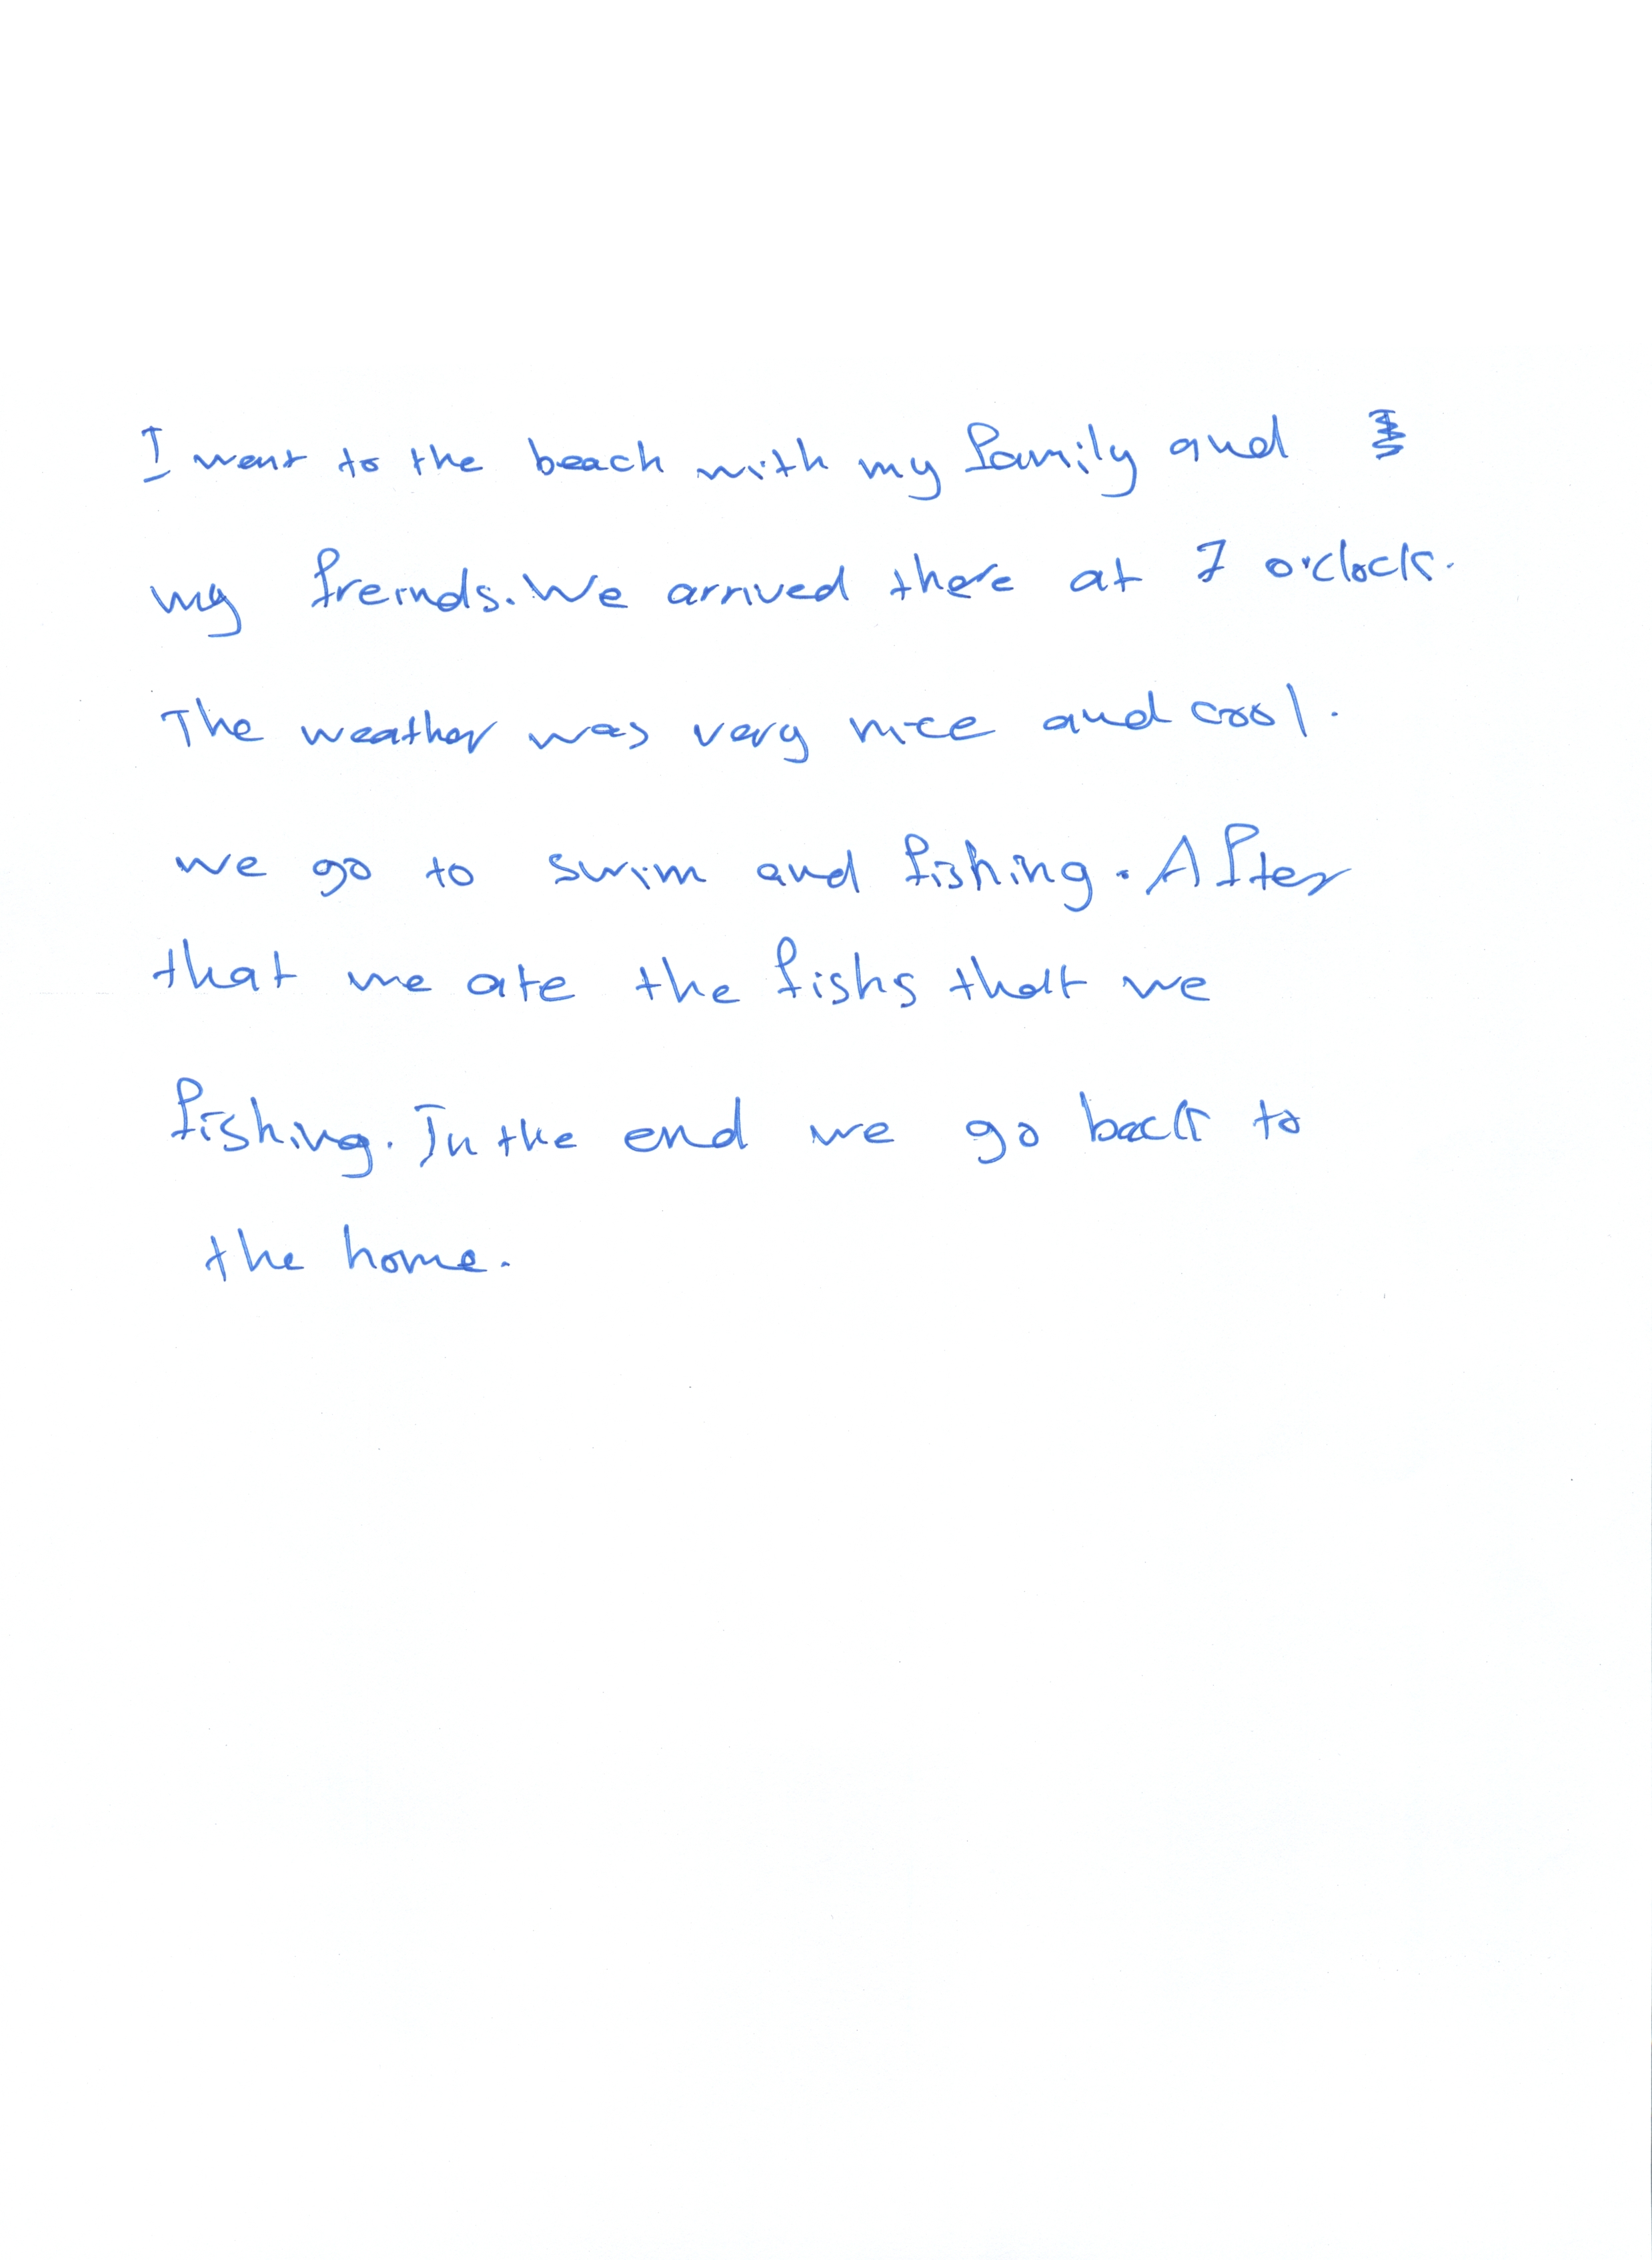 I went to the beach with my family and
my freinds. We arrived there at 7 o'clock.
The weather was very nice and cool.
we go to swim and fishing. After
that we ate the fishs that we
fishing. In the end we go back to
the home.